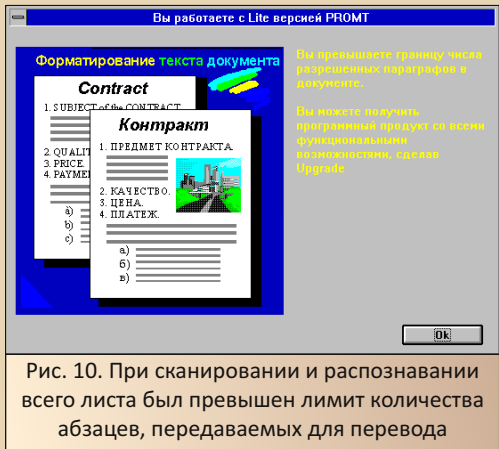 Вы работаете с Lite версией PROMT
Форматирование текста документа
Contract
1. SUBJECT of the CONTRACT
2. QUALIT
3. PRICE.
4. PAYME
a)
b)
c)
Контракт
1. ПРЕДМЕТ КОНТРАКТА.
2. КАЧЕСТВО.
3. ЦЕНА.
4. ПЛАТЕЖ.
а)
б)
в)
Вы превышаете границу числа
разрешенных параграфов в
документе.
Вы можете получить
программный продукт со всеми
функциональными
возможностями, сделав
Upgrade
Ok
Рис. 10. При сканировании и распознавании
всего листа был превышен лимит количества
абзацев, передаваемых для перевода